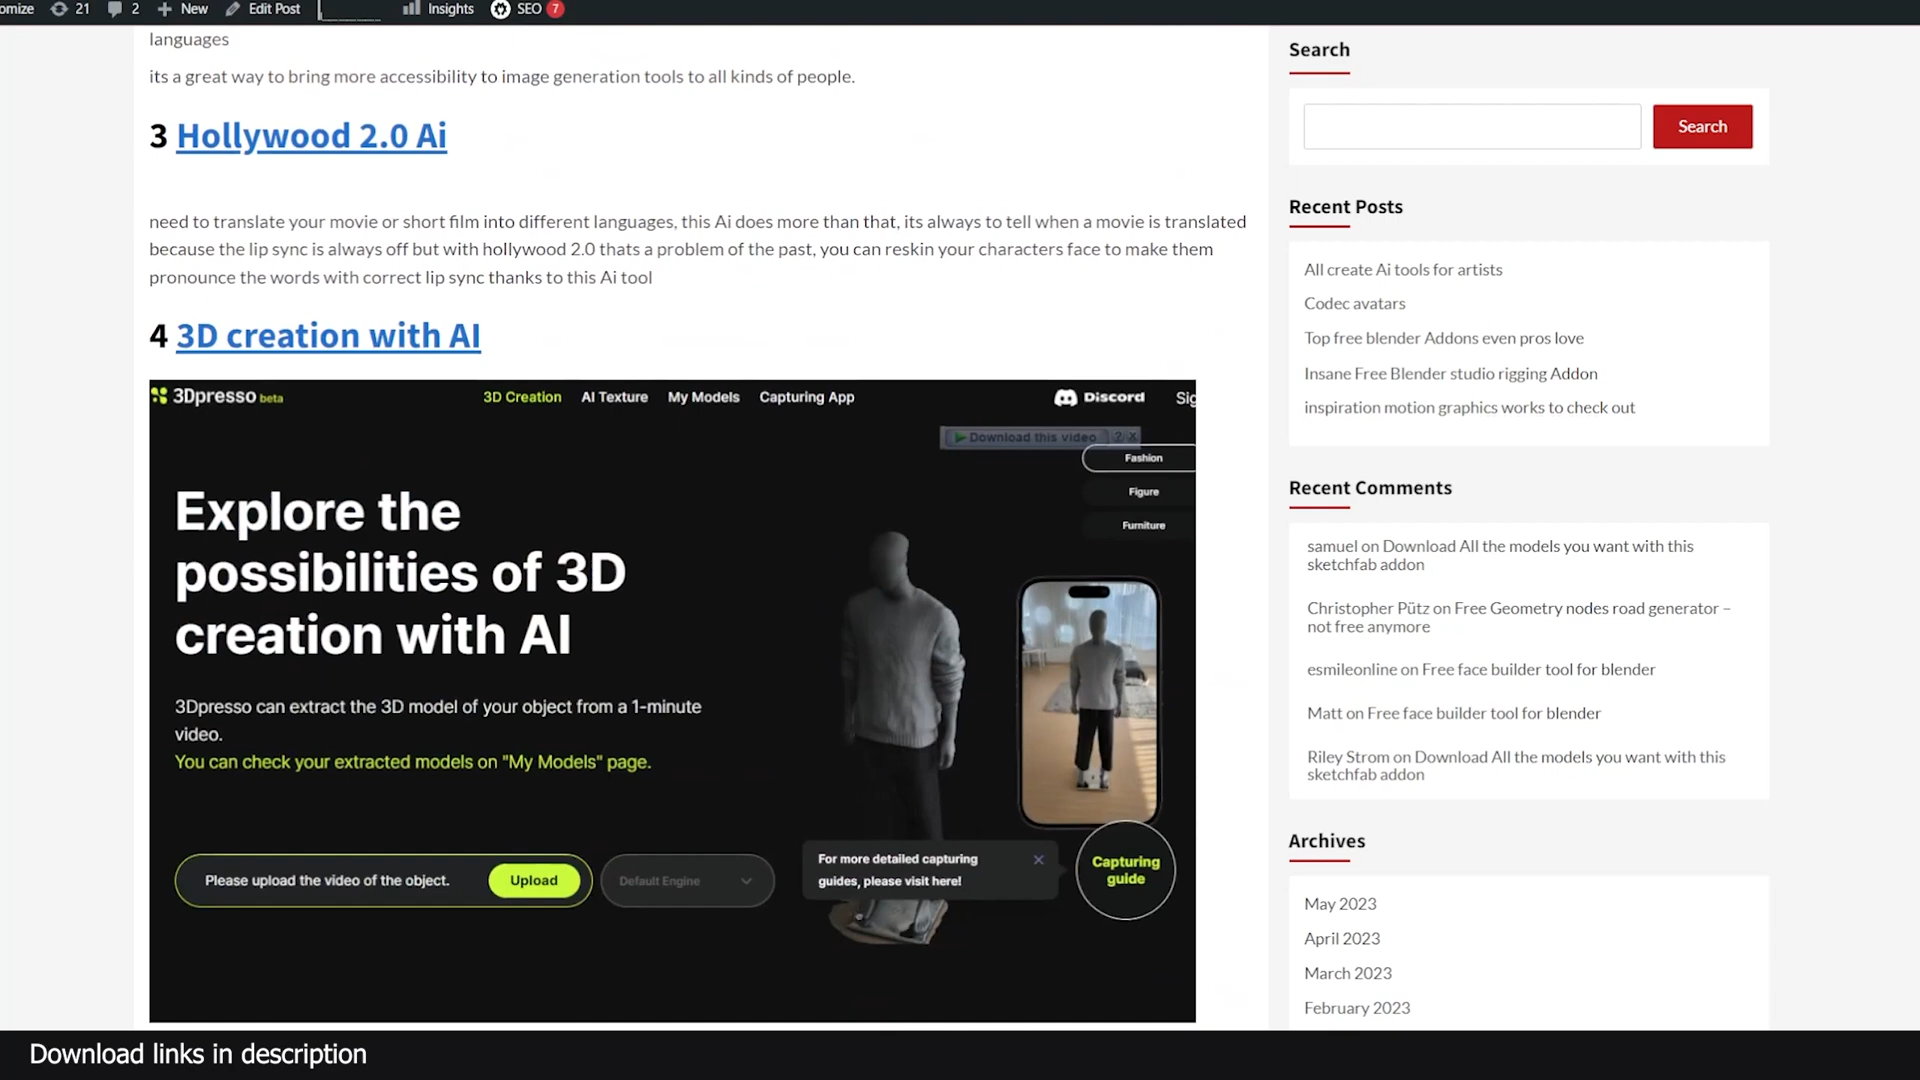 omize 21 2 New Edit Post Insights SEO 7
languages
its a great way to bring more accessibility to image generation tools to all kinds of people.
3 Hollywood 2.0 Ai
need to translate your movie or short film into different languages, this Ai does more than that, its always to tell when a movie is translated
because the lip sync is always off but with hollywood 2.0 thats a problem of the past, you can reskin your characters face to make them
pronounce the words with correct lip sync thanks to this Ai tool
4 3D creation with AI
3Dpresso beta 3D Creation AI Texture My Models Capturing App Discord Sig
Download this video ? X
Fashion
Figure
Furniture
Explore the
possibilities of 3D
creation with AI
3Dpresso can extract the 3D model of your object from a 1-minute
video.
You can check your extracted models on "My Models" page.
Please upload the video of the object. Upload Default Engine
For more detailed capturing
guides, please visit here!
Capturing
guide
Search
Search
Recent Posts
All create Ai tools for artists
Codec avatars
Top free blender Addons even pros love
Insane Free Blender studio rigging Addon
inspiration motion graphics works to check out
Recent Comments
samuel on Download All the models you want with this
sketchfab addon
Christopher Pütz on Free Geometry nodes road generator –
not free anymore
esmileonline on Free face builder tool for blender
Matt on Free face builder tool for blender
Riley Strom on Download All the models you want with this
sketchfab addon
Archives
May 2023
April 2023
March 2023
February 2023
Download links in description